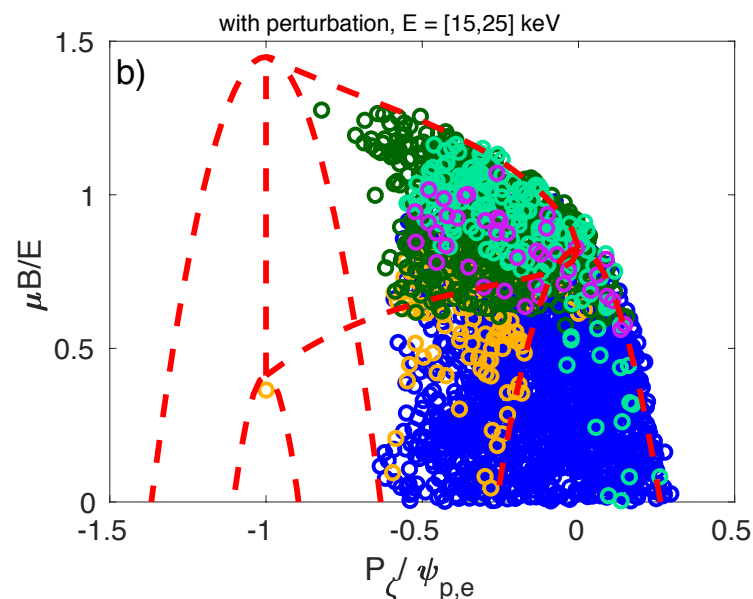 with perturbation, E = [15,25] keV
b)
1.5
1
0.5
0
μB/E
-1.5
-1
-0.5
0
0.5
P_ζ / ψ_p,e